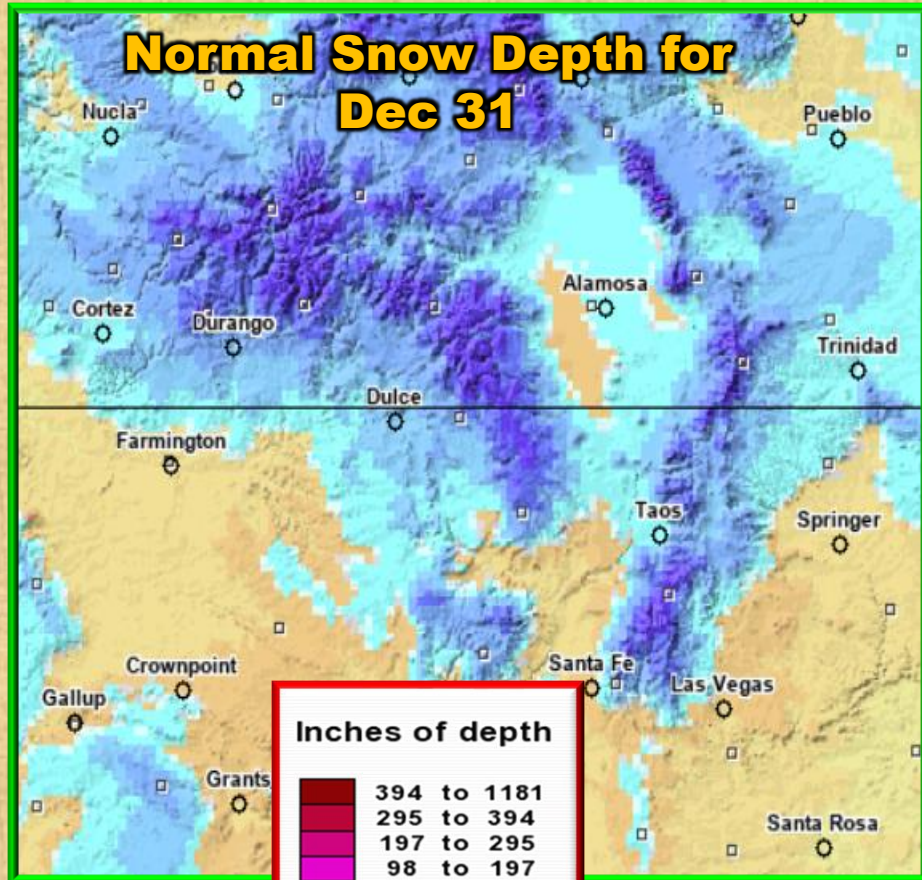 Normal Snow Depth for
Dec 31
Nucla
Pueblo
Alamosa
Cortez
Durango
Trinidad
Dulce
Farmington
Taos
Springer
Crownpoint
Santa Fe
Gallup
Las Vegas
Inches of depth
Grants
394 to 1181
295 to 394
197 to 295
Santa Rosa
98 to 197